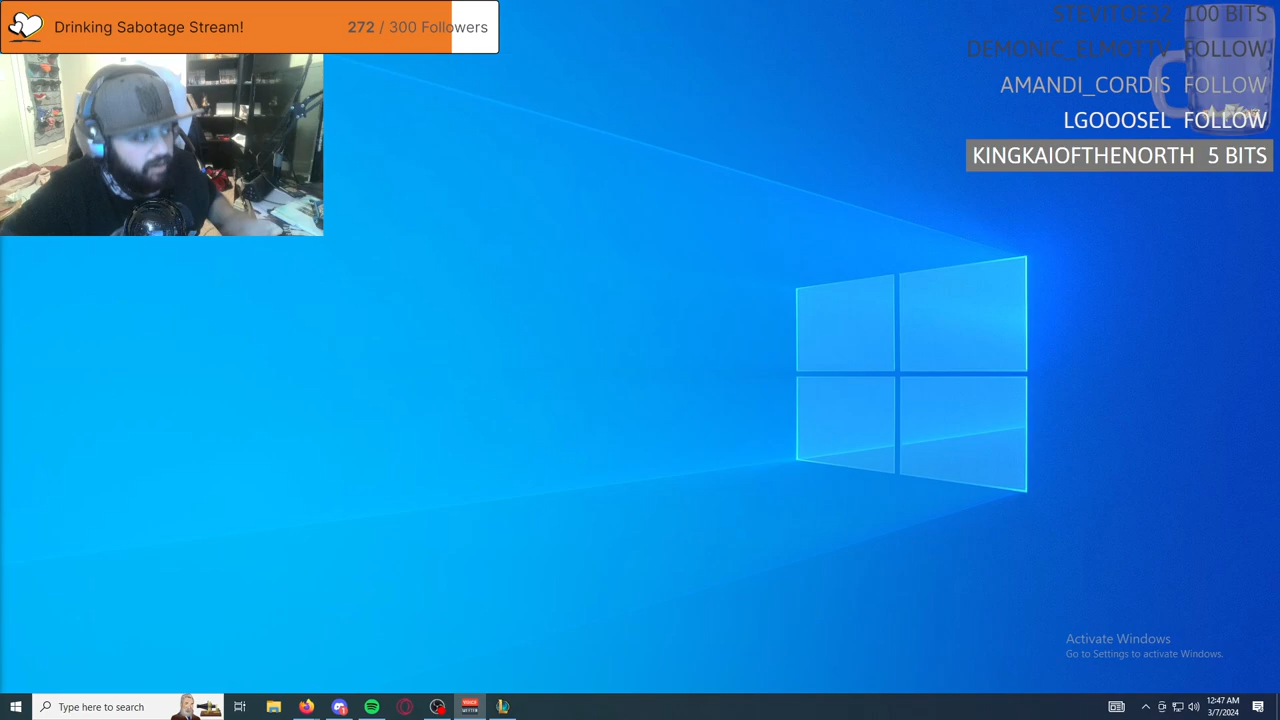 Drinking Sabotage Stream!
272 / 300 Followers
STEVITOE32 100 BITS
DEMONIC_ELMOTTV FOLLOW
AMANDI_CORDIS FOLLOW
LGOOOSEL FOLLOW
KINGKAIOFTHENORTH 5 BITS
Activate Windows
Go to Settings to activate Windows.
Type here to search
12:47 AM
3/7/2024